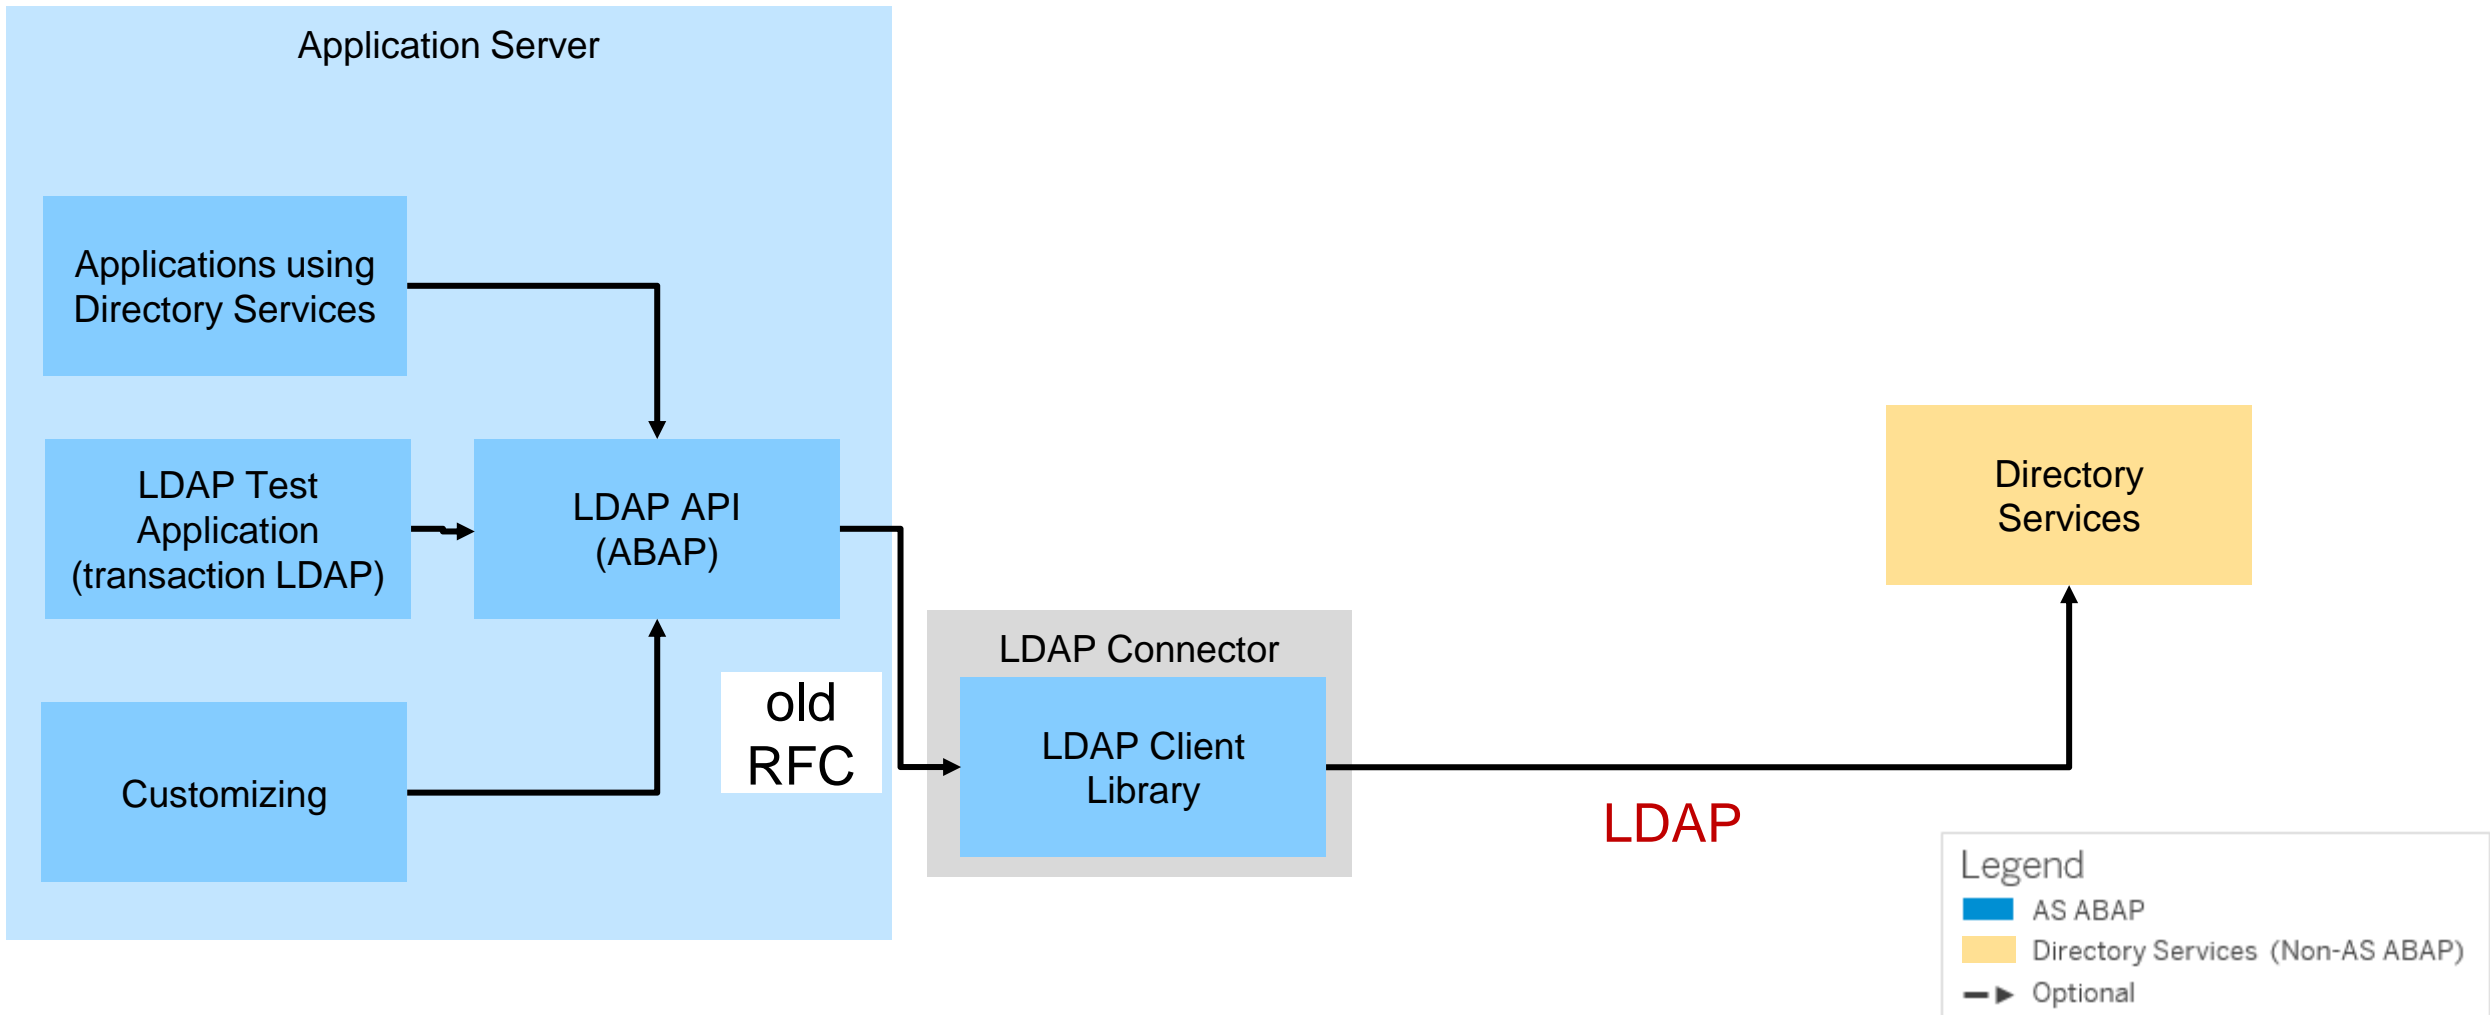 Application Server
Applications using
Directory Services
LDAP Test
Application
(transaction LDAP)
LDAP API
(ABAP)
Customizing
old
RFC
LDAP Connector
LDAP Client
Library
LDAP
Directory
Services
Legend
AS ABAP
Directory Services (Non-AS ABAP)
Optional